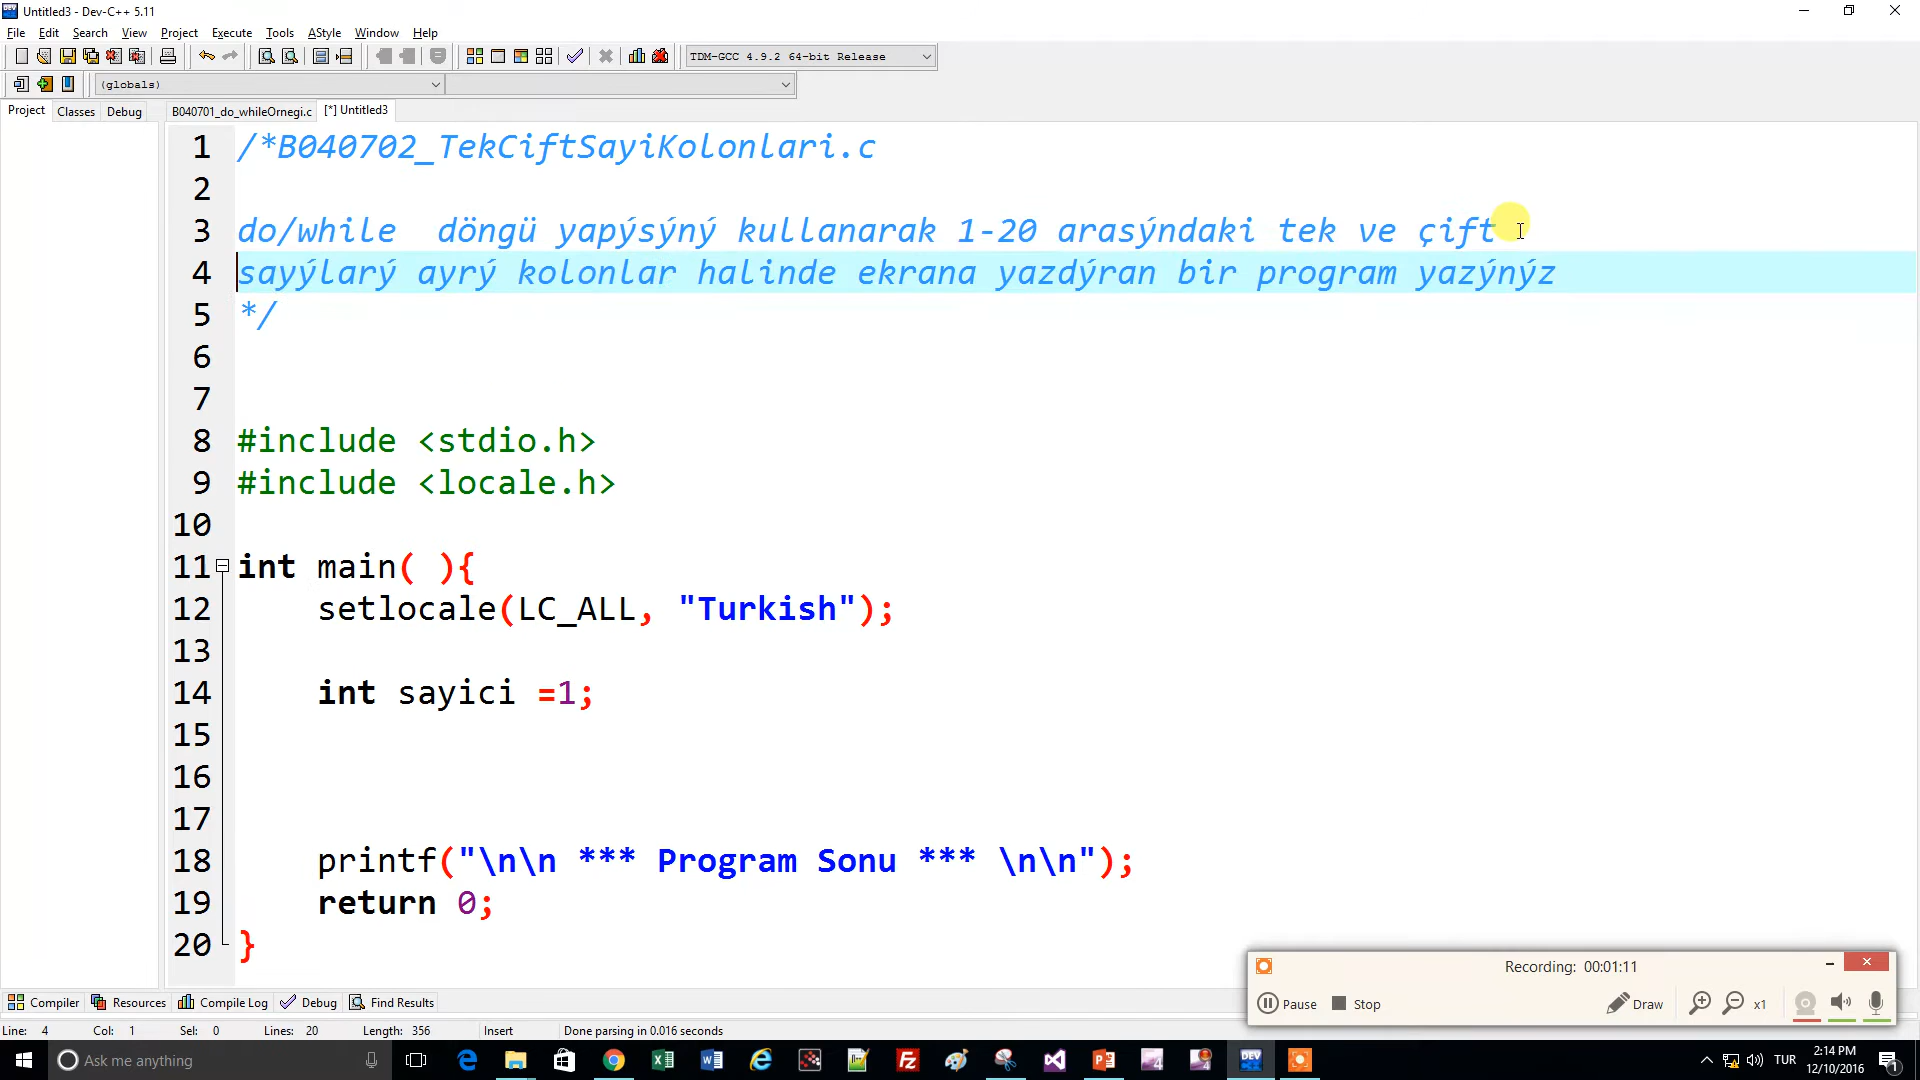 Untitled3 - Dev-C++ 5.11
File Edit Search View Project Execute Tools AStyle Window Help
TDM-GCC 4.9.2 64-bit Release
(globals)
Project Classes Debug B040701_do_whileOrnegi.c [*] Untitled3
1 /*B040702_TekCiftSayiKolonlari.c
2
3 do/while  döngü yapýsýný kullanarak 1-20 arasýndaki tek ve çift
4 sayýlarý ayrý kolonlar halinde ekrana yazdýran bir program yazýnýz
5 */
6
7
8 #include <stdio.h>
9 #include <locale.h>
10
11 int main( ){
12 setlocale(LC_ALL, "Turkish");
13
14 int sayici =1;
15
16
17
18 printf("\n\n *** Program Sonu *** \n\n");
19 return 0;
20 }
Recording: 00:01:11
Pause Stop Draw x1
Compiler Resources Compile Log Debug Find Results
Line: 4 Col: 1 Sel: 0 Lines: 20 Length: 356 Insert Done parsing in 0.016 seconds
Ask me anything
TUR
2:14 PM
12/10/2016